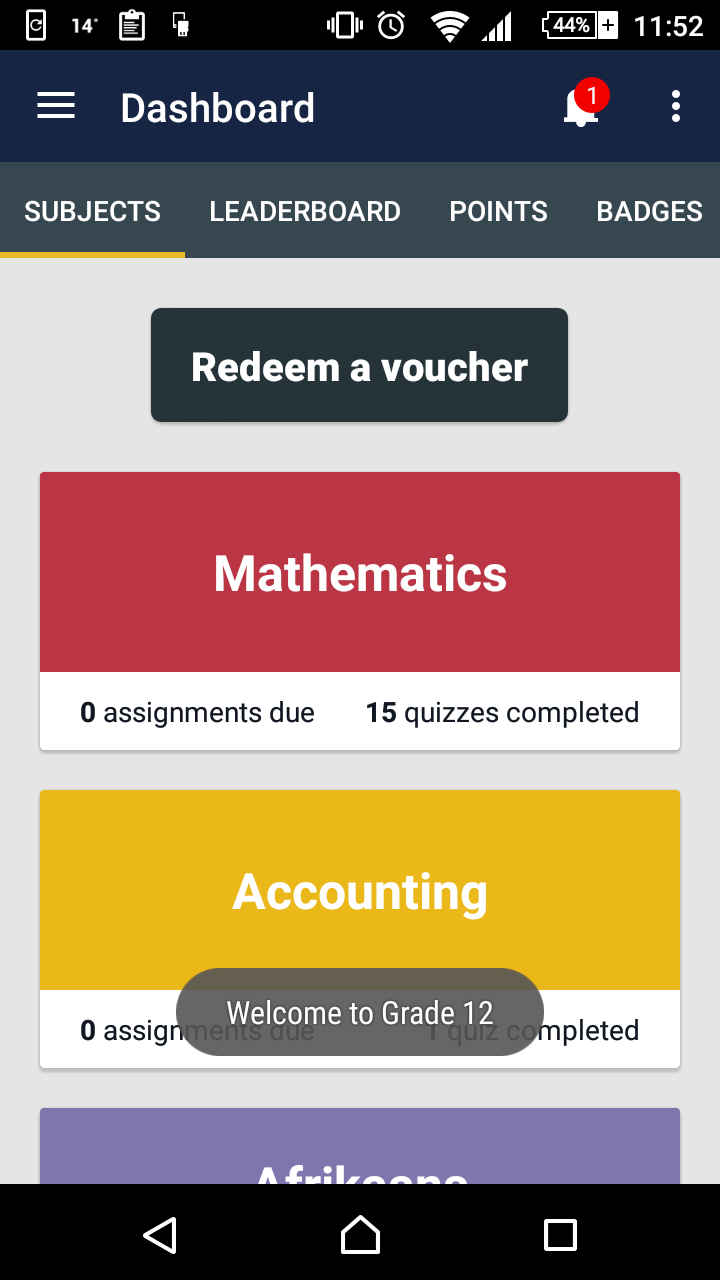 14°
44%
11:52
Dashboard
1
SUBJECTS
LEADERBOARD
POINTS
BADGES
Redeem a voucher
Mathematics
0 assignments due
15 quizzes completed
Accounting
Welcome to Grade 12
0 assignments due
1 quiz completed
Afrikaans